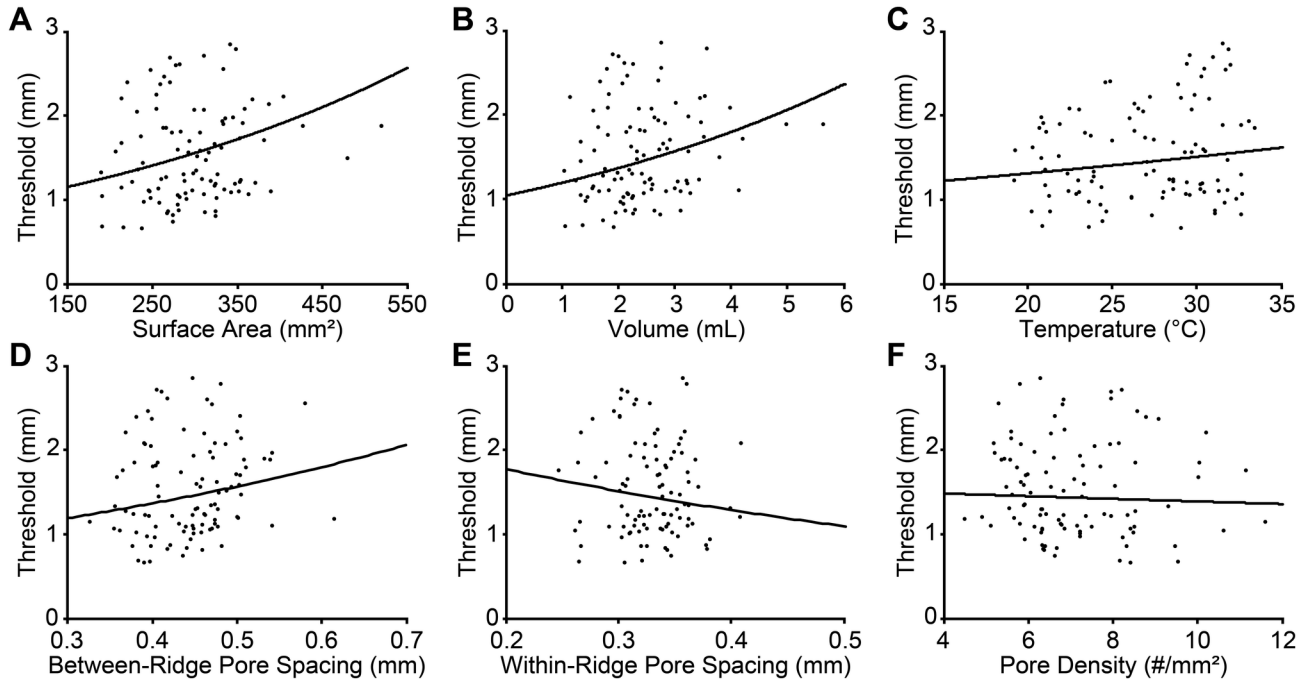 A
Threshold (mm)
3
2
1
0
150 250 350 450 550
Surface Area (mm²)
B
Threshold (mm)
3
2
1
0
0 1 2 3 4 5 6
Volume (mL)
C
Threshold (mm)
3
2
1
0
15 20 25 30 35
Temperature (°C)
D
Threshold (mm)
3
2
1
0
0.3 0.4 0.5 0.6 0.7
Between-Ridge Pore Spacing (mm)
E
Threshold (mm)
3
2
1
0
0.2 0.3 0.4 0.5
Within-Ridge Pore Spacing (mm)
F
Threshold (mm)
3
2
1
0
4 6 8 10 12
Pore Density (#/mm²)